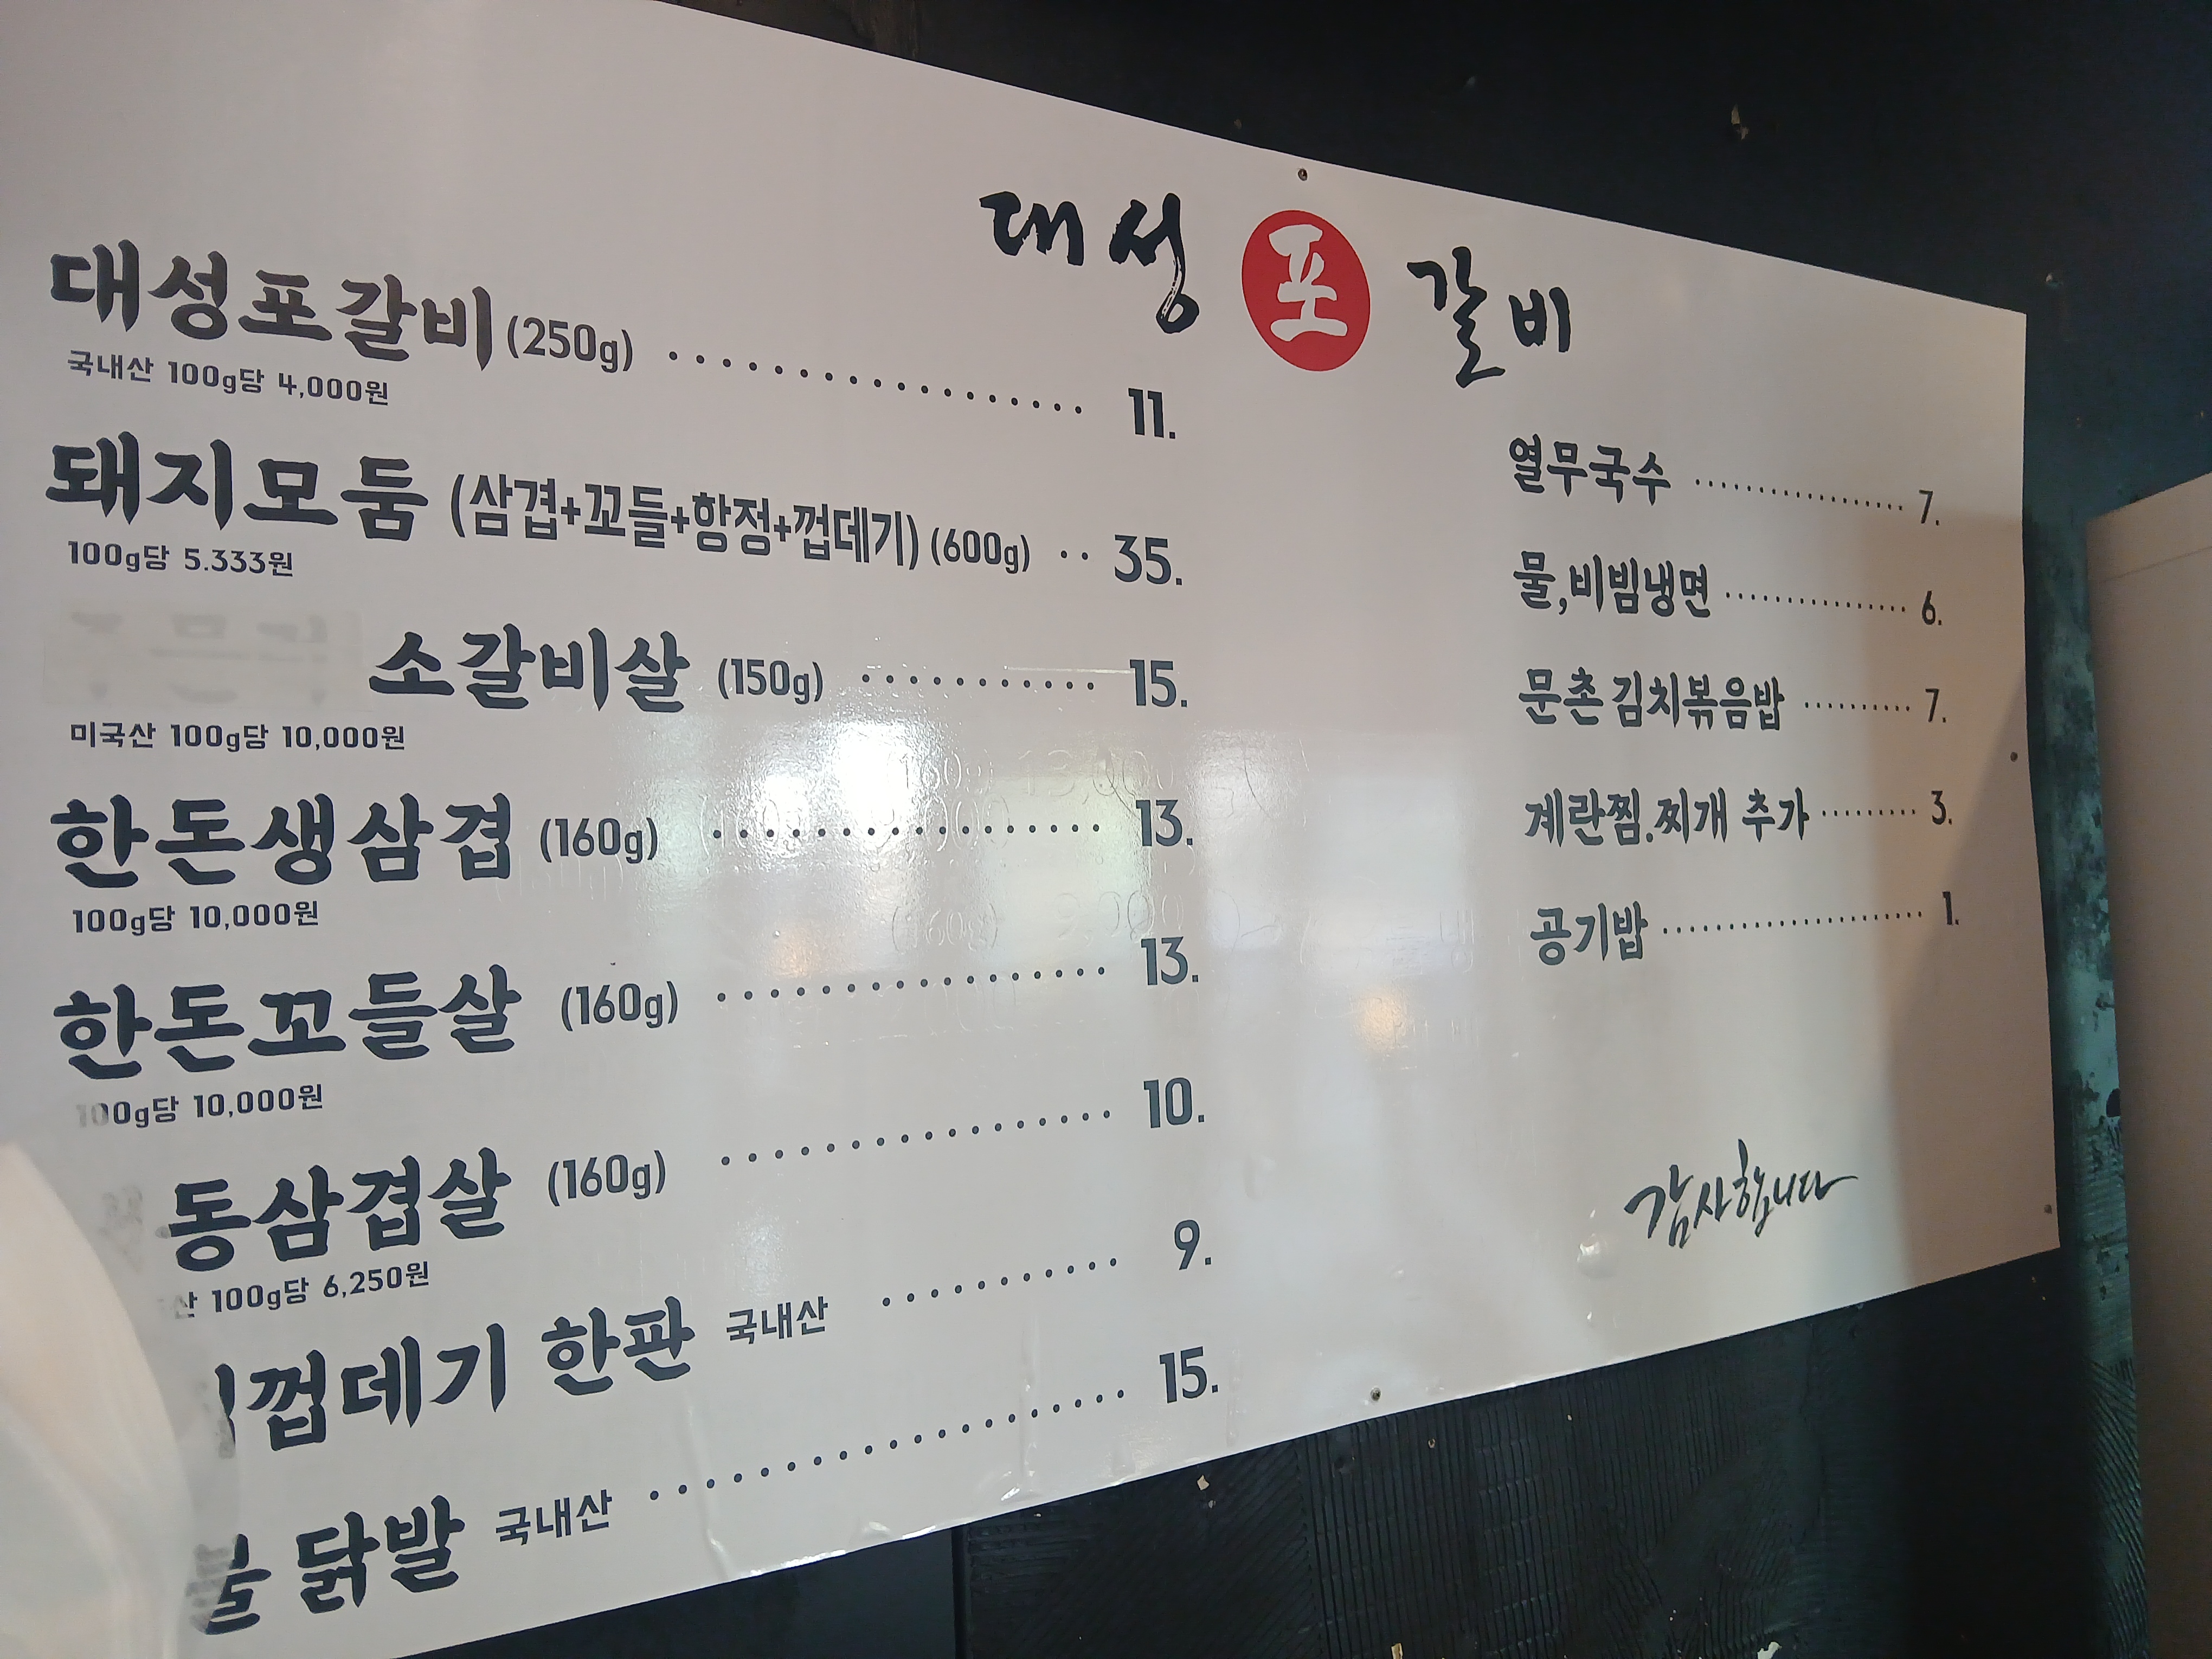 대성포갈비
대성포갈비 (250g) 11.
국내산 100g당 4,000원
돼지모둠 (삼겹+꼬들+항정+껍데기) (600g) 35.
100g당 5.333원
소갈비살 (150g) 15.
미국산 100g당 10,000원
한돈생삼겹 (160g) 13.
100g당 10,000원
한돈꼬들살 (160g) 13.
100g당 10,000원
동삼겹살 (160g) 10.
산 100g당 6,250원
껍데기 한판 국내산 9.
불 닭발 국내산 15.
열무국수 7.
물,비빔냉면 6.
문촌 김치볶음밥 7.
계란찜.찌개 추가 3.
공기밥 1.
감사합니다